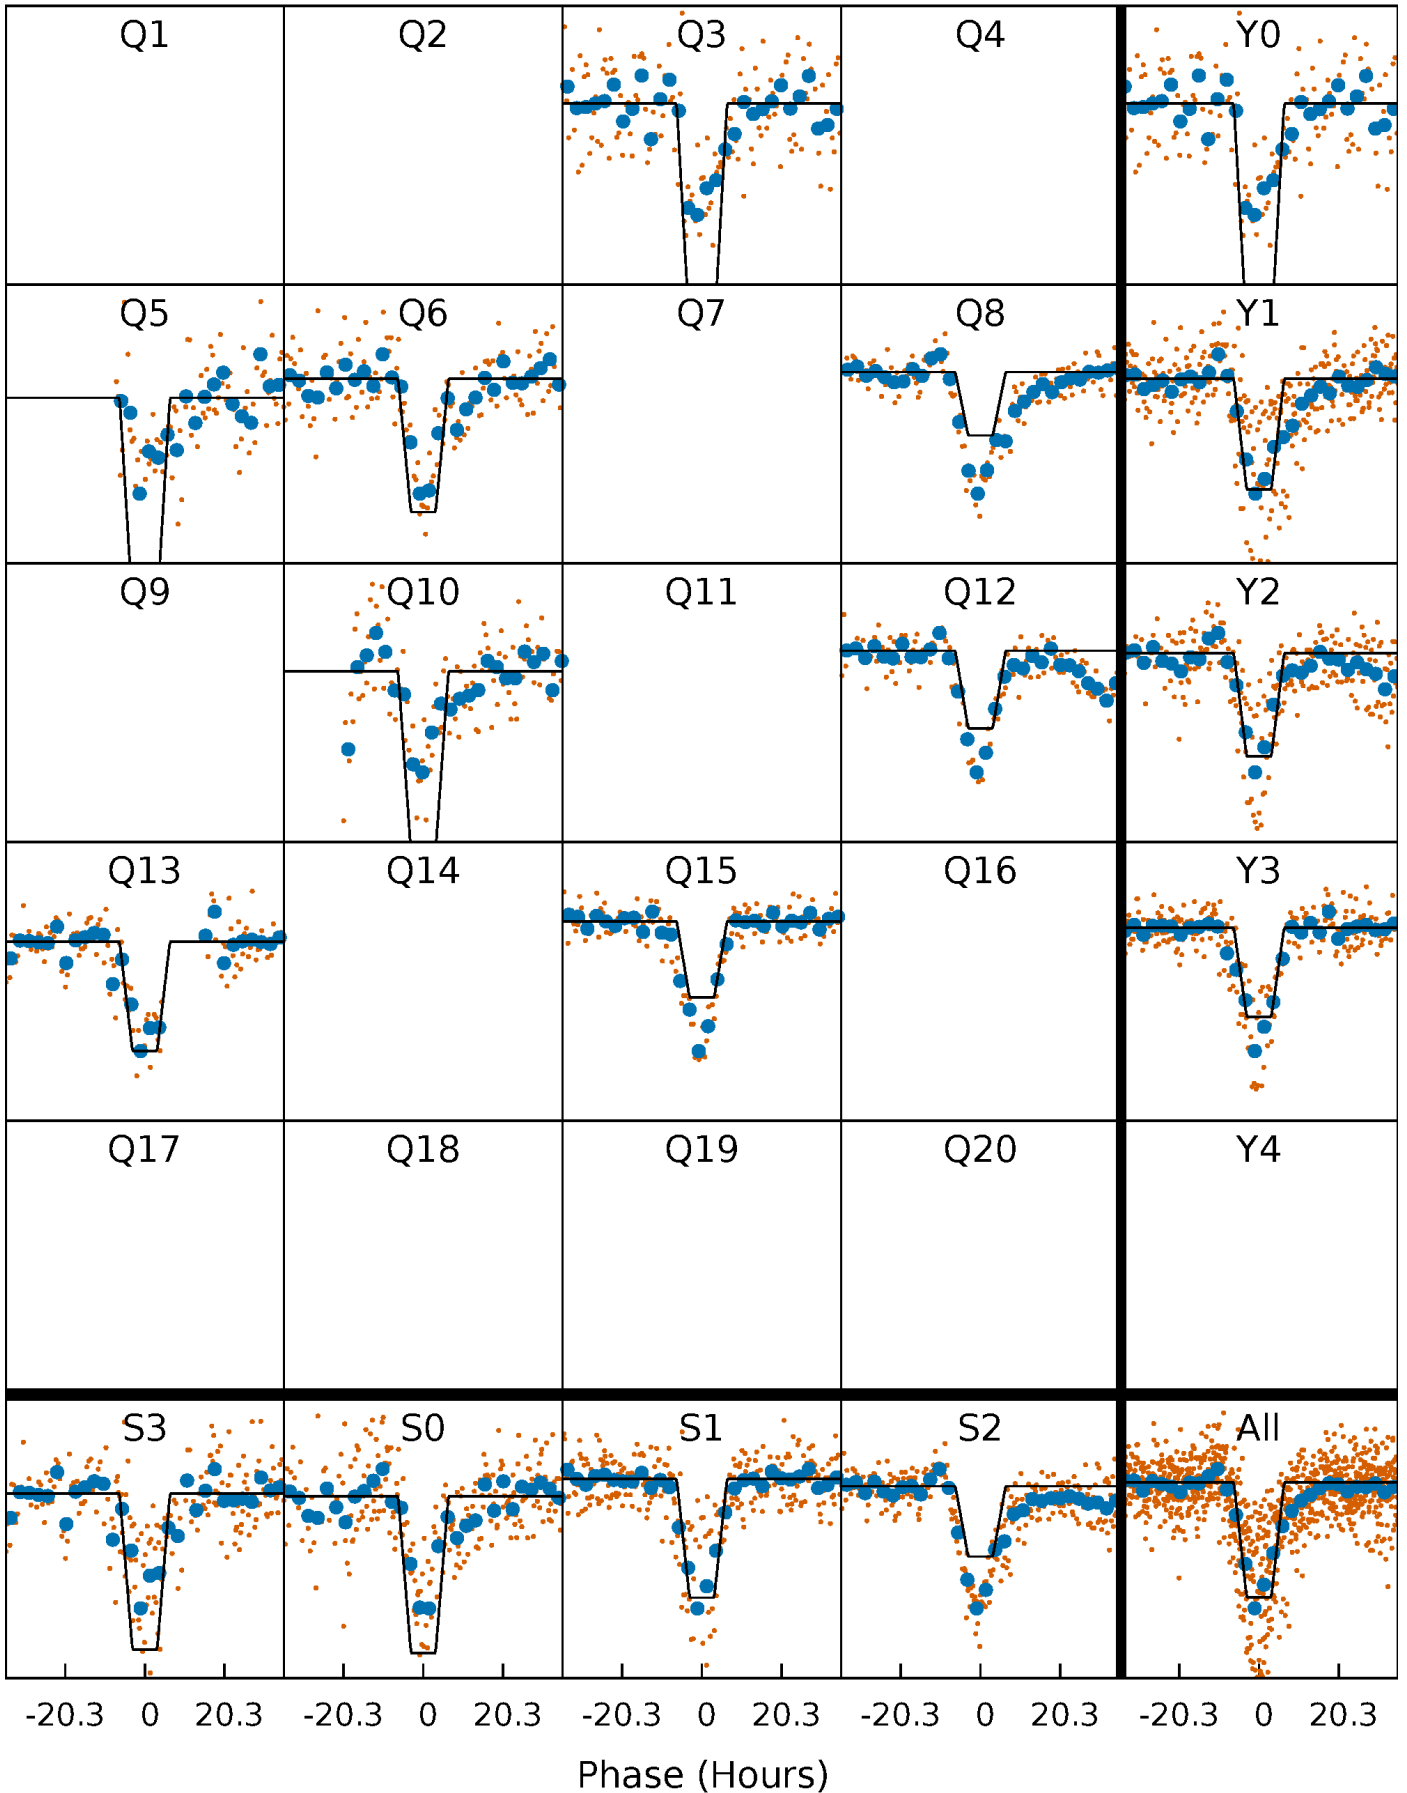 Q1 Q2 Q3 Q4 Y0
Q5 Q6 Q7 Q8 Y1
Q9 Q10 Q11 Q12 Y2
Q13 Q14 Q15 Q16 Y3
Q17 Q18 Q19 Q20 Y4
S3 S0 S1 S2 All
-20.3 0 20.3 -20.3 0 20.3 -20.3 0 20.3 -20.3 0 20.3 -20.3 0 20.3
Phase (Hours)